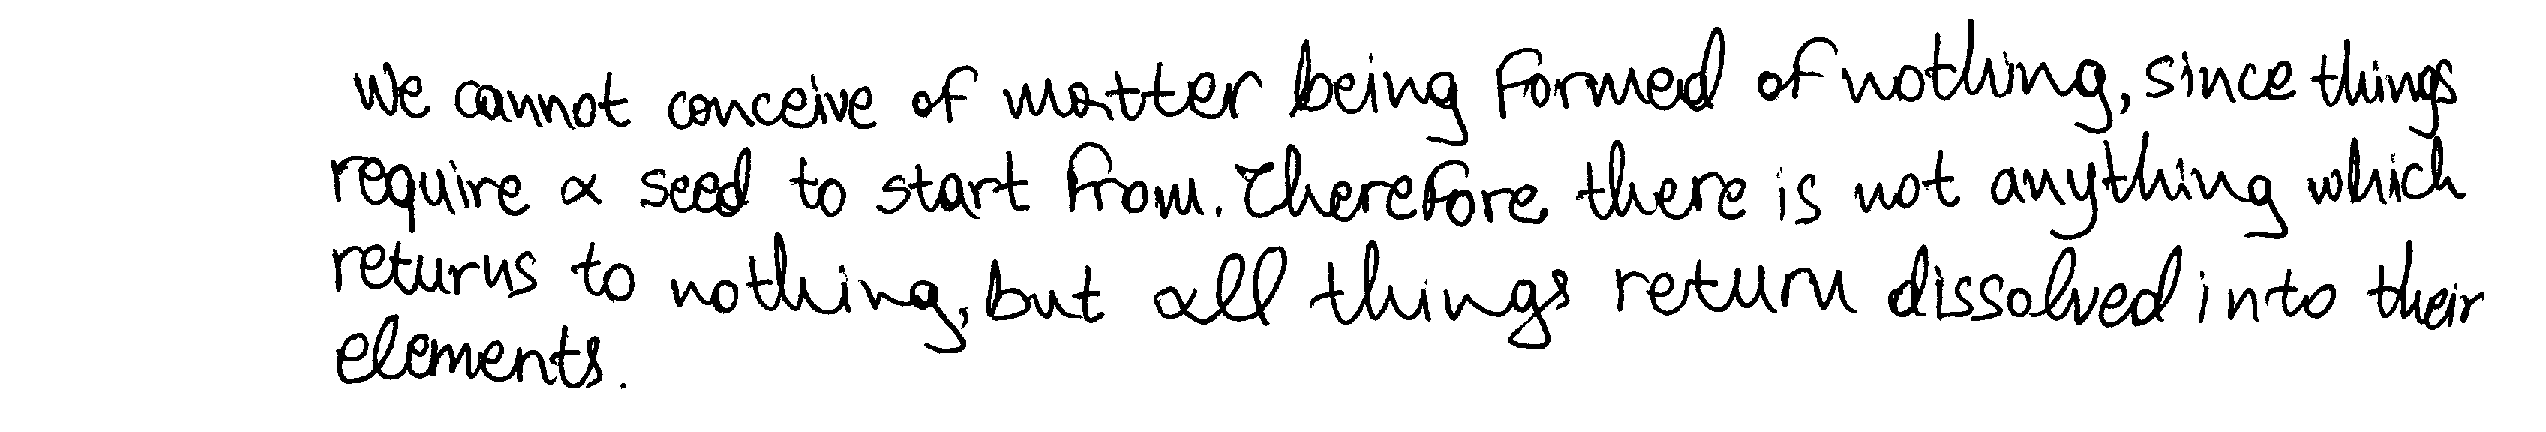 We cannot conceive of matter being formed of nothing, since things
require a seed to start from. Therefore there is not anything which
returns to nothing, but all things return dissolved into their
elements.